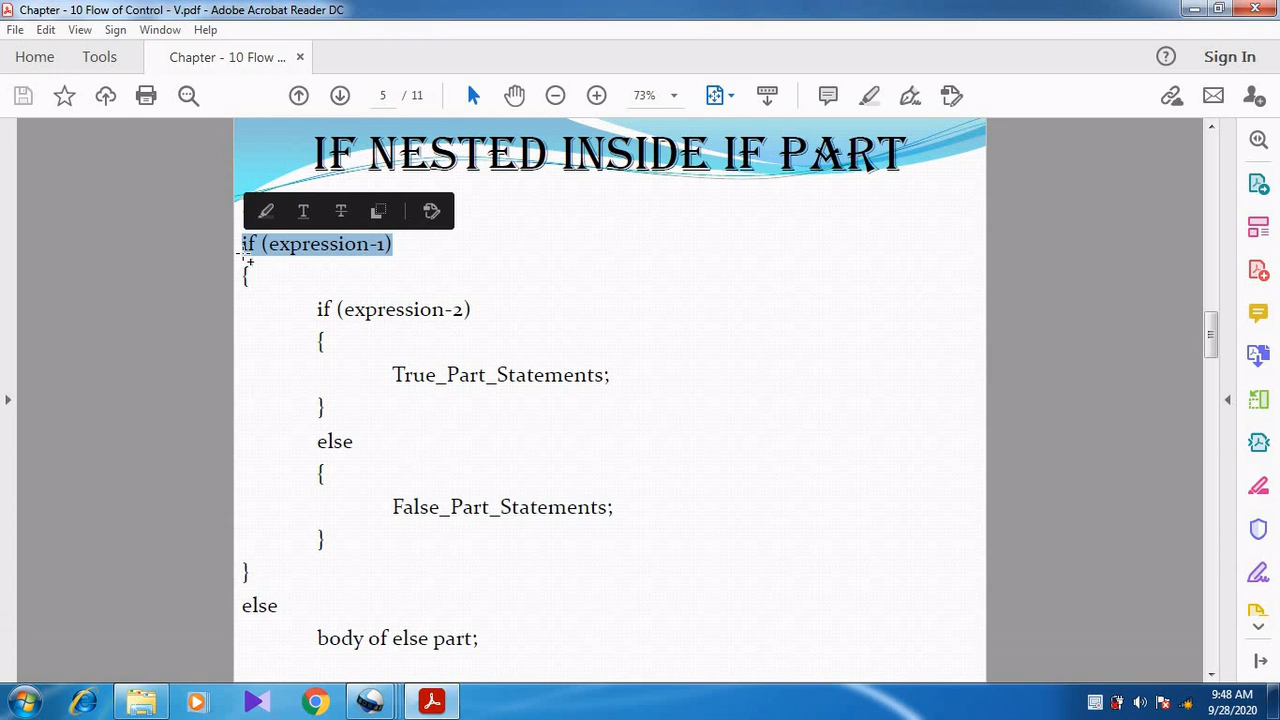 Chapter - 10 Flow of Control - V.pdf - Adobe Acrobat Reader DC
File Edit View Sign Window Help
Home Tools Chapter - 10 Flow ... × ? Sign In
5 / 11 73%
IF NESTED INSIDE IF PART
if (expression-1)
{
if (expression-2)
{
True_Part_Statements;
}
else
{
False_Part_Statements;
}
}
else
body of else part;
9:48 AM
9/28/2020